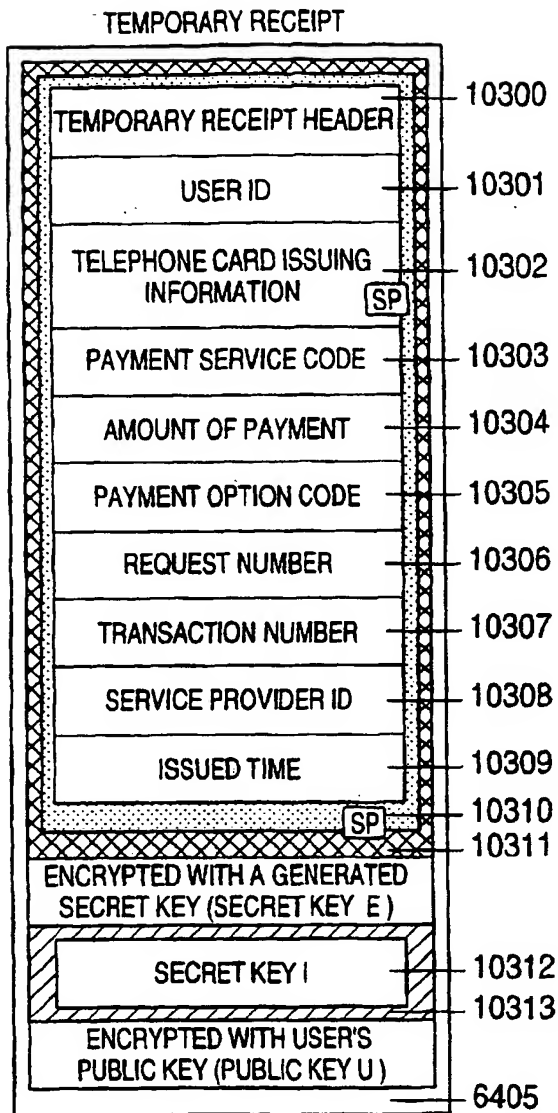 TEMPORARY RECEIPT
TEMPORARY RECEIPT HEADER
10300
USER ID
10301
TELEPHONE CARD ISSUING
INFORMATION
10302
SP
PAYMENT SERVICE CODE
10303
AMOUNT OF PAYMENT
10304
PAYMENT OPTION CODE
10305
REQUEST NUMBER
10306
TRANSACTION NUMBER
10307
SERVICE PROVIDER ID
10308
ISSUED TIME
10309
SP
10310
10311
ENCRYPTED WITH A GENERATED
SECRET KEY (SECRET KEY E)
SECRET KEY I
10312
10313
ENCRYPTED WITH USER'S
PUBLIC KEY (PUBLIC KEY U)
6405